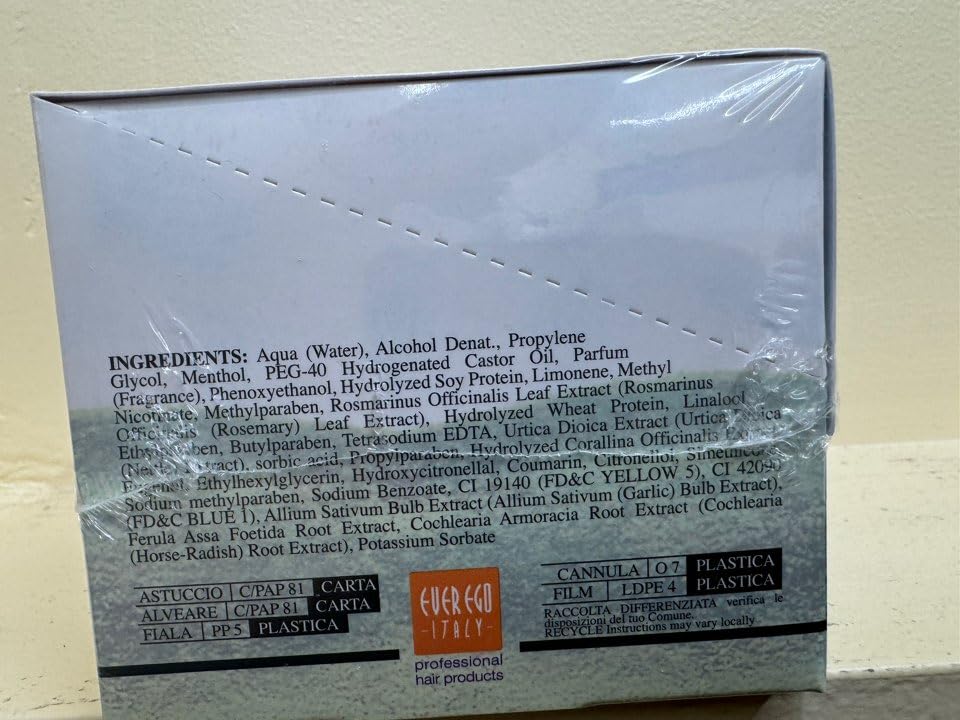 INGREDIENTS: Aqua (Water), Alcohol Denat., Propylene
Glycol, Menthol, PEG-40 Hydrogenated Castor Oil, Parfum
(Fragrance), Phenoxyethanol, Hydrolyzed Soy Protein, Limonene, Methyl
Nicotinate, Methylparaben, Rosmarinus Officinalis Leaf Extract (Rosmarinus
Officinalis (Rosemary) Leaf Extract), Hydrolyzed Wheat Protein, Linalool,
Ethylparaben, Butylparaben, Tetrasodium EDTA, Urtica Dioica Extract (Urtica Dioica
(Nettle) Extract), sorbic acid, Propylparaben, Hydrolyzed Corallina Officinalis
Ethylhexylglycerin, Hydroxycitronellal, Coumarin, Citronellol,
Sodium methylparaben, Sodium Benzoate, CI 19140 (FD&C YELLOW 5), CI 42090
(FD&C BLUE 1), Allium Sativum Bulb Extract (Allium Sativum (Garlic) Bulb Extract),
Ferula Assa Foetida Root Extract, Cochlearia Armoracia Root Extract (Cochlearia
(Horse-Radish) Root Extract), Potassium Sorbate
ASTUCCIO C/PAP 81 CARTA
ALVEARE C/PAP 81 CARTA
FIALA PP 5 PLASTICA
EVER EGO
-ITALY-
professional
hair products
CANNULA O 7 PLASTICA
FILM LDPE 4 PLASTICA
RACCOLTA DIFFERENZIATA verifica le
disposizioni del tuo Comune.
RECYCLE Instructions may vary locally